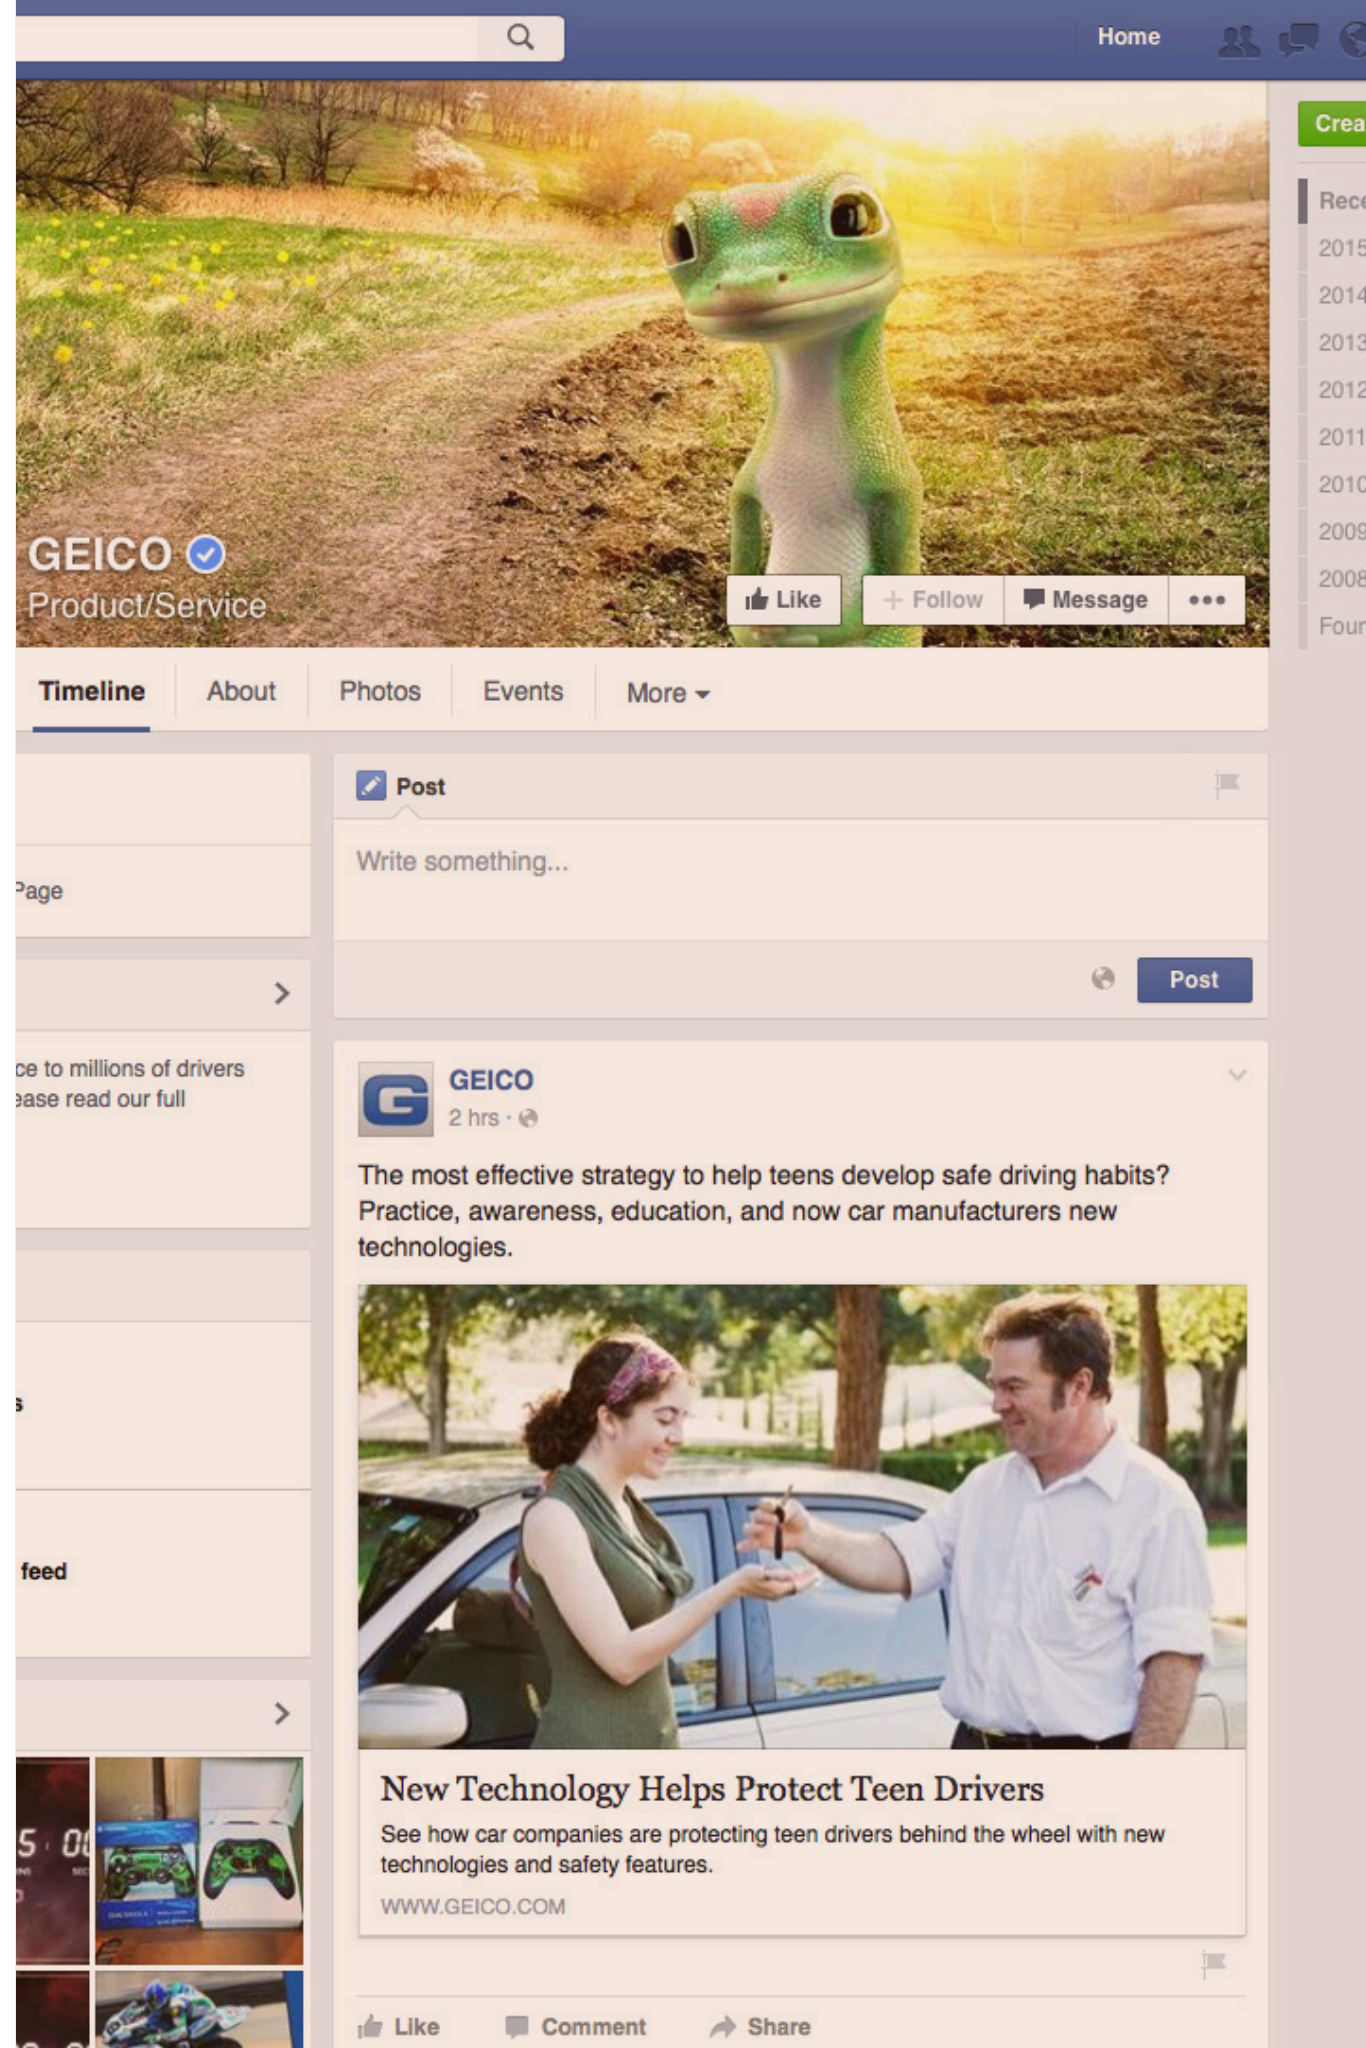 Home
Crea
Rece
2015
2014
2013
2012
2011
2010
2009
2008
Four
GEICO
Product/Service
Like
+ Follow
Message
Timeline
About
Photos
Events
More
Page
ce to millions of drivers
ease read our full
s
feed
Post
Write something...
Post
G
GEICO
2 hrs ·
The most effective strategy to help teens develop safe driving habits?
Practice, awareness, education, and now car manufacturers new
technologies.
New Technology Helps Protect Teen Drivers
See how car companies are protecting teen drivers behind the wheel with new
technologies and safety features.
WWW.GEICO.COM
Like
Comment
Share